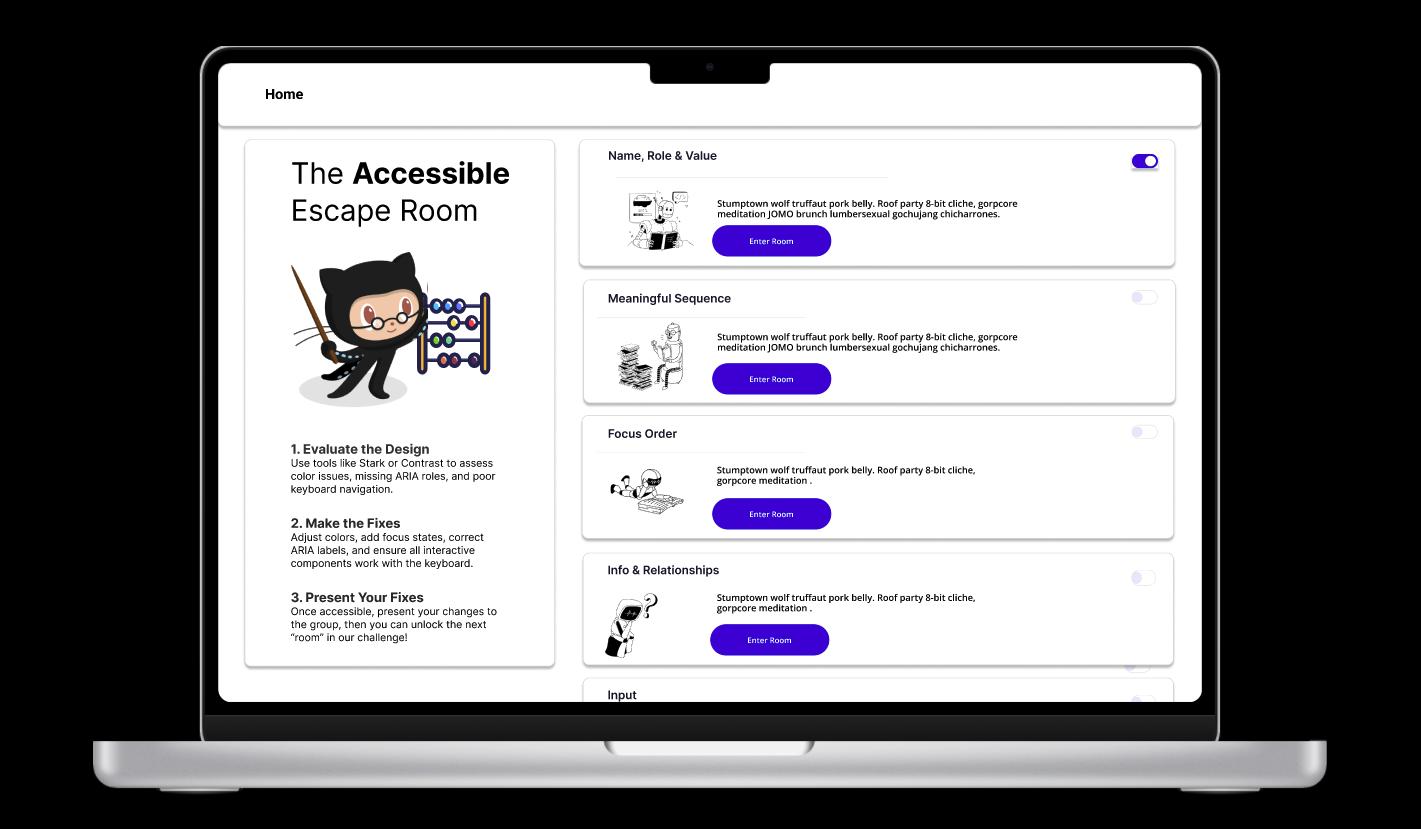 Home
The Accessible
Escape Room
1. Evaluate the Design
Use tools like Stark or Contrast to assess
color issues, missing ARIA roles, and poor
keyboard navigation.
2. Make the Fixes
Adjust colors, add focus states, correct
ARIA labels, and ensure all interactive
components work with the keyboard.
3. Present Your Fixes
Once accessible, present your changes to
the group, then you can unlock the next
“room” in our challenge!
Name, Role & Value
Stumptown wolf truffaut pork belly. Roof party 8-bit cliche, gorpcore
meditation JOMO brunch lumbersexual gochujang chicharrones.
Enter Room
Meaningful Sequence
Stumptown wolf truffaut pork belly. Roof party 8-bit cliche, gorpcore
meditation JOMO brunch lumbersexual gochujang chicharrones.
Enter Room
Focus Order
Stumptown wolf truffaut pork belly. Roof party 8-bit cliche,
gorpcore meditation .
Enter Room
Info & Relationships
?
Stumptown wolf truffaut pork belly. Roof party 8-bit cliche,
gorpcore meditation .
Enter Room
Input